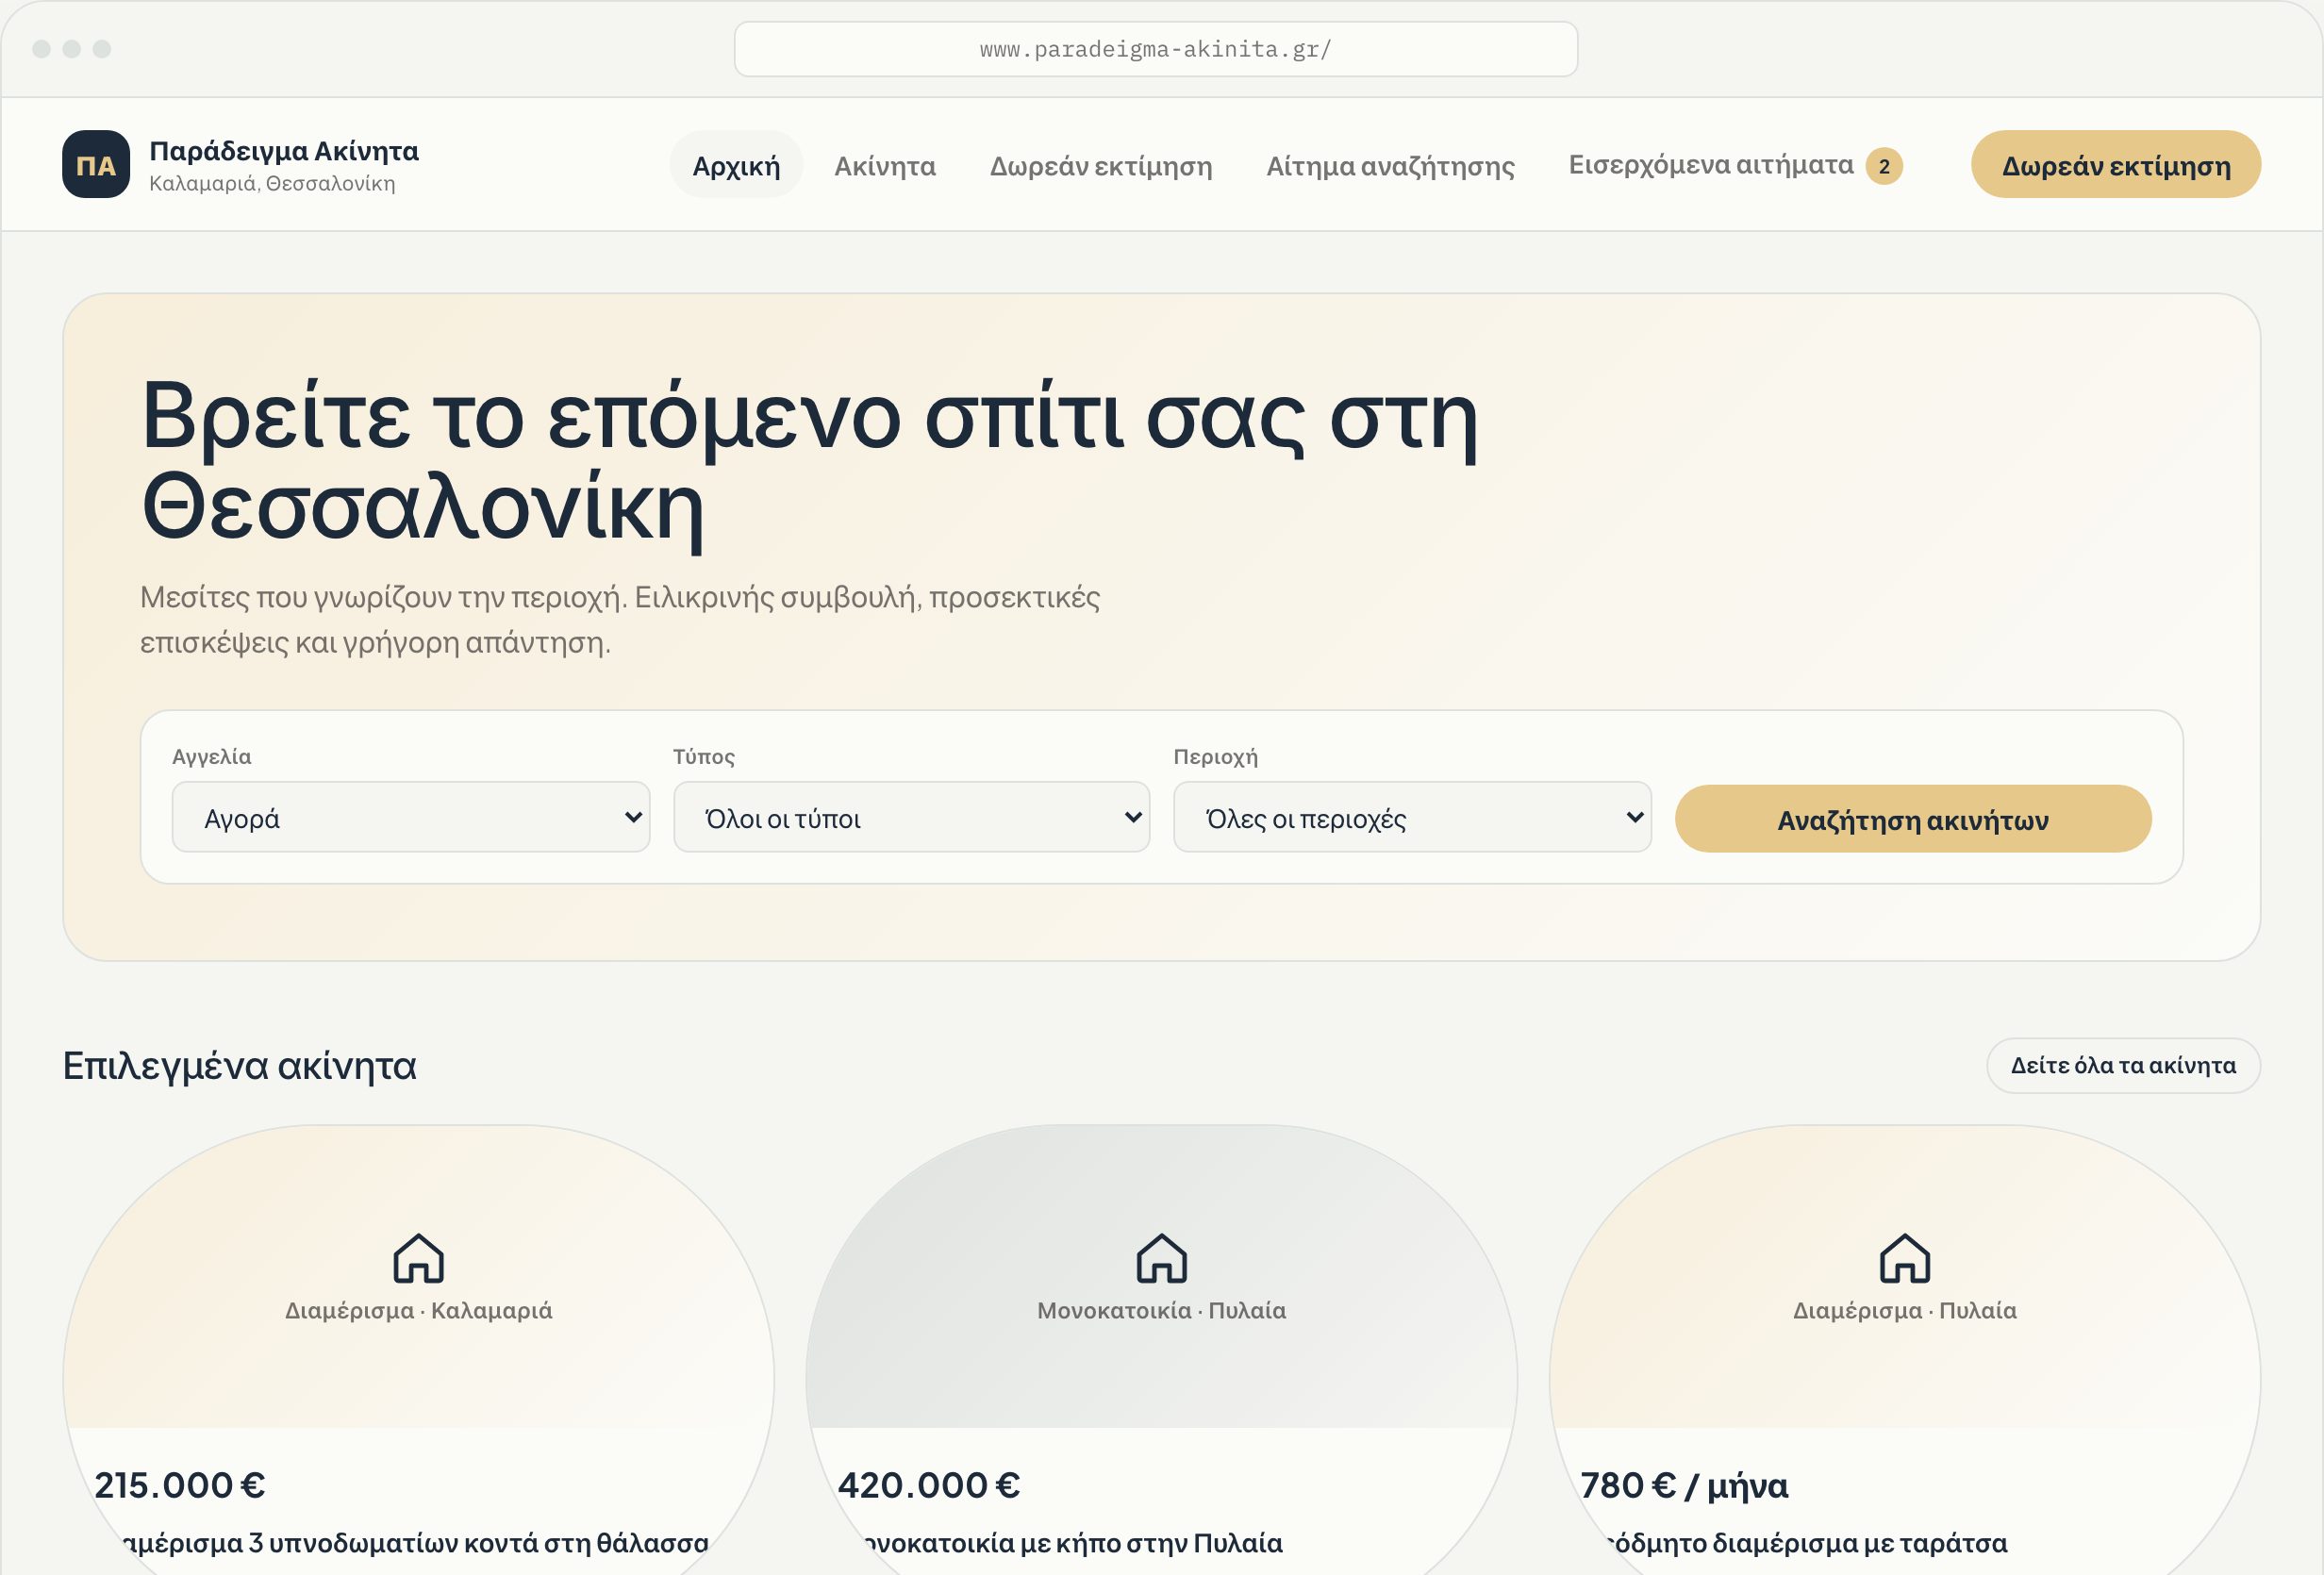 www.paradeigma-akinita.gr/
ΠΑ
Παράδειγμα Ακίνητα
Καλαμαριά, Θεσσαλονίκη
Αρχική
Ακίνητα
Δωρεάν εκτίμηση
Αίτημα αναζήτησης
Εισερχόμενα αιτήματα 2
Δωρεάν εκτίμηση
Βρείτε το επόμενο σπίτι σας στη
Θεσσαλονίκη
Μεσίτες που γνωρίζουν την περιοχή. Ειλικρινής συμβουλή, προσεκτικές
επισκέψεις και γρήγορη απάντηση.
Αγγελία
Τύπος
Περιοχή
Αγορά
Όλοι οι τύποι
Όλες οι περιοχές
Αναζήτηση ακινήτων
Επιλεγμένα ακίνητα
Δείτε όλα τα ακίνητα
Διαμέρισμα · Καλαμαριά
Μονοκατοικία · Πυλαία
Διαμέρισμα · Πυλαία
215.000 €
420.000 €
780 € / μήνα
3 υπνοδωματίων κοντά στη θάλασσα
με κήπο στην Πυλαία
διαμέρισμα με ταράτσα